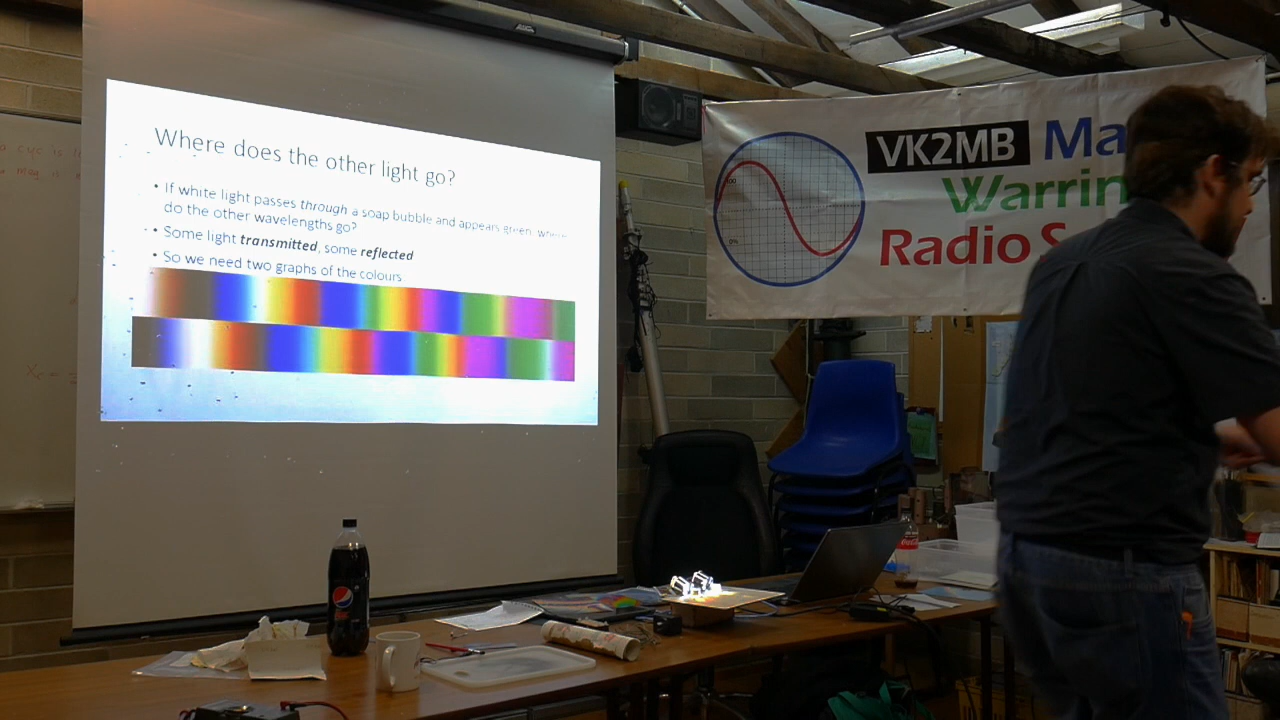 Where does the other light go?
• If white light passes through a soap bubble and appears green, where
do the other wavelengths go?
• Some light transmitted, some reflected
• So we need two graphs of the colours.
VK2MB Ma
Warrin
Radio S